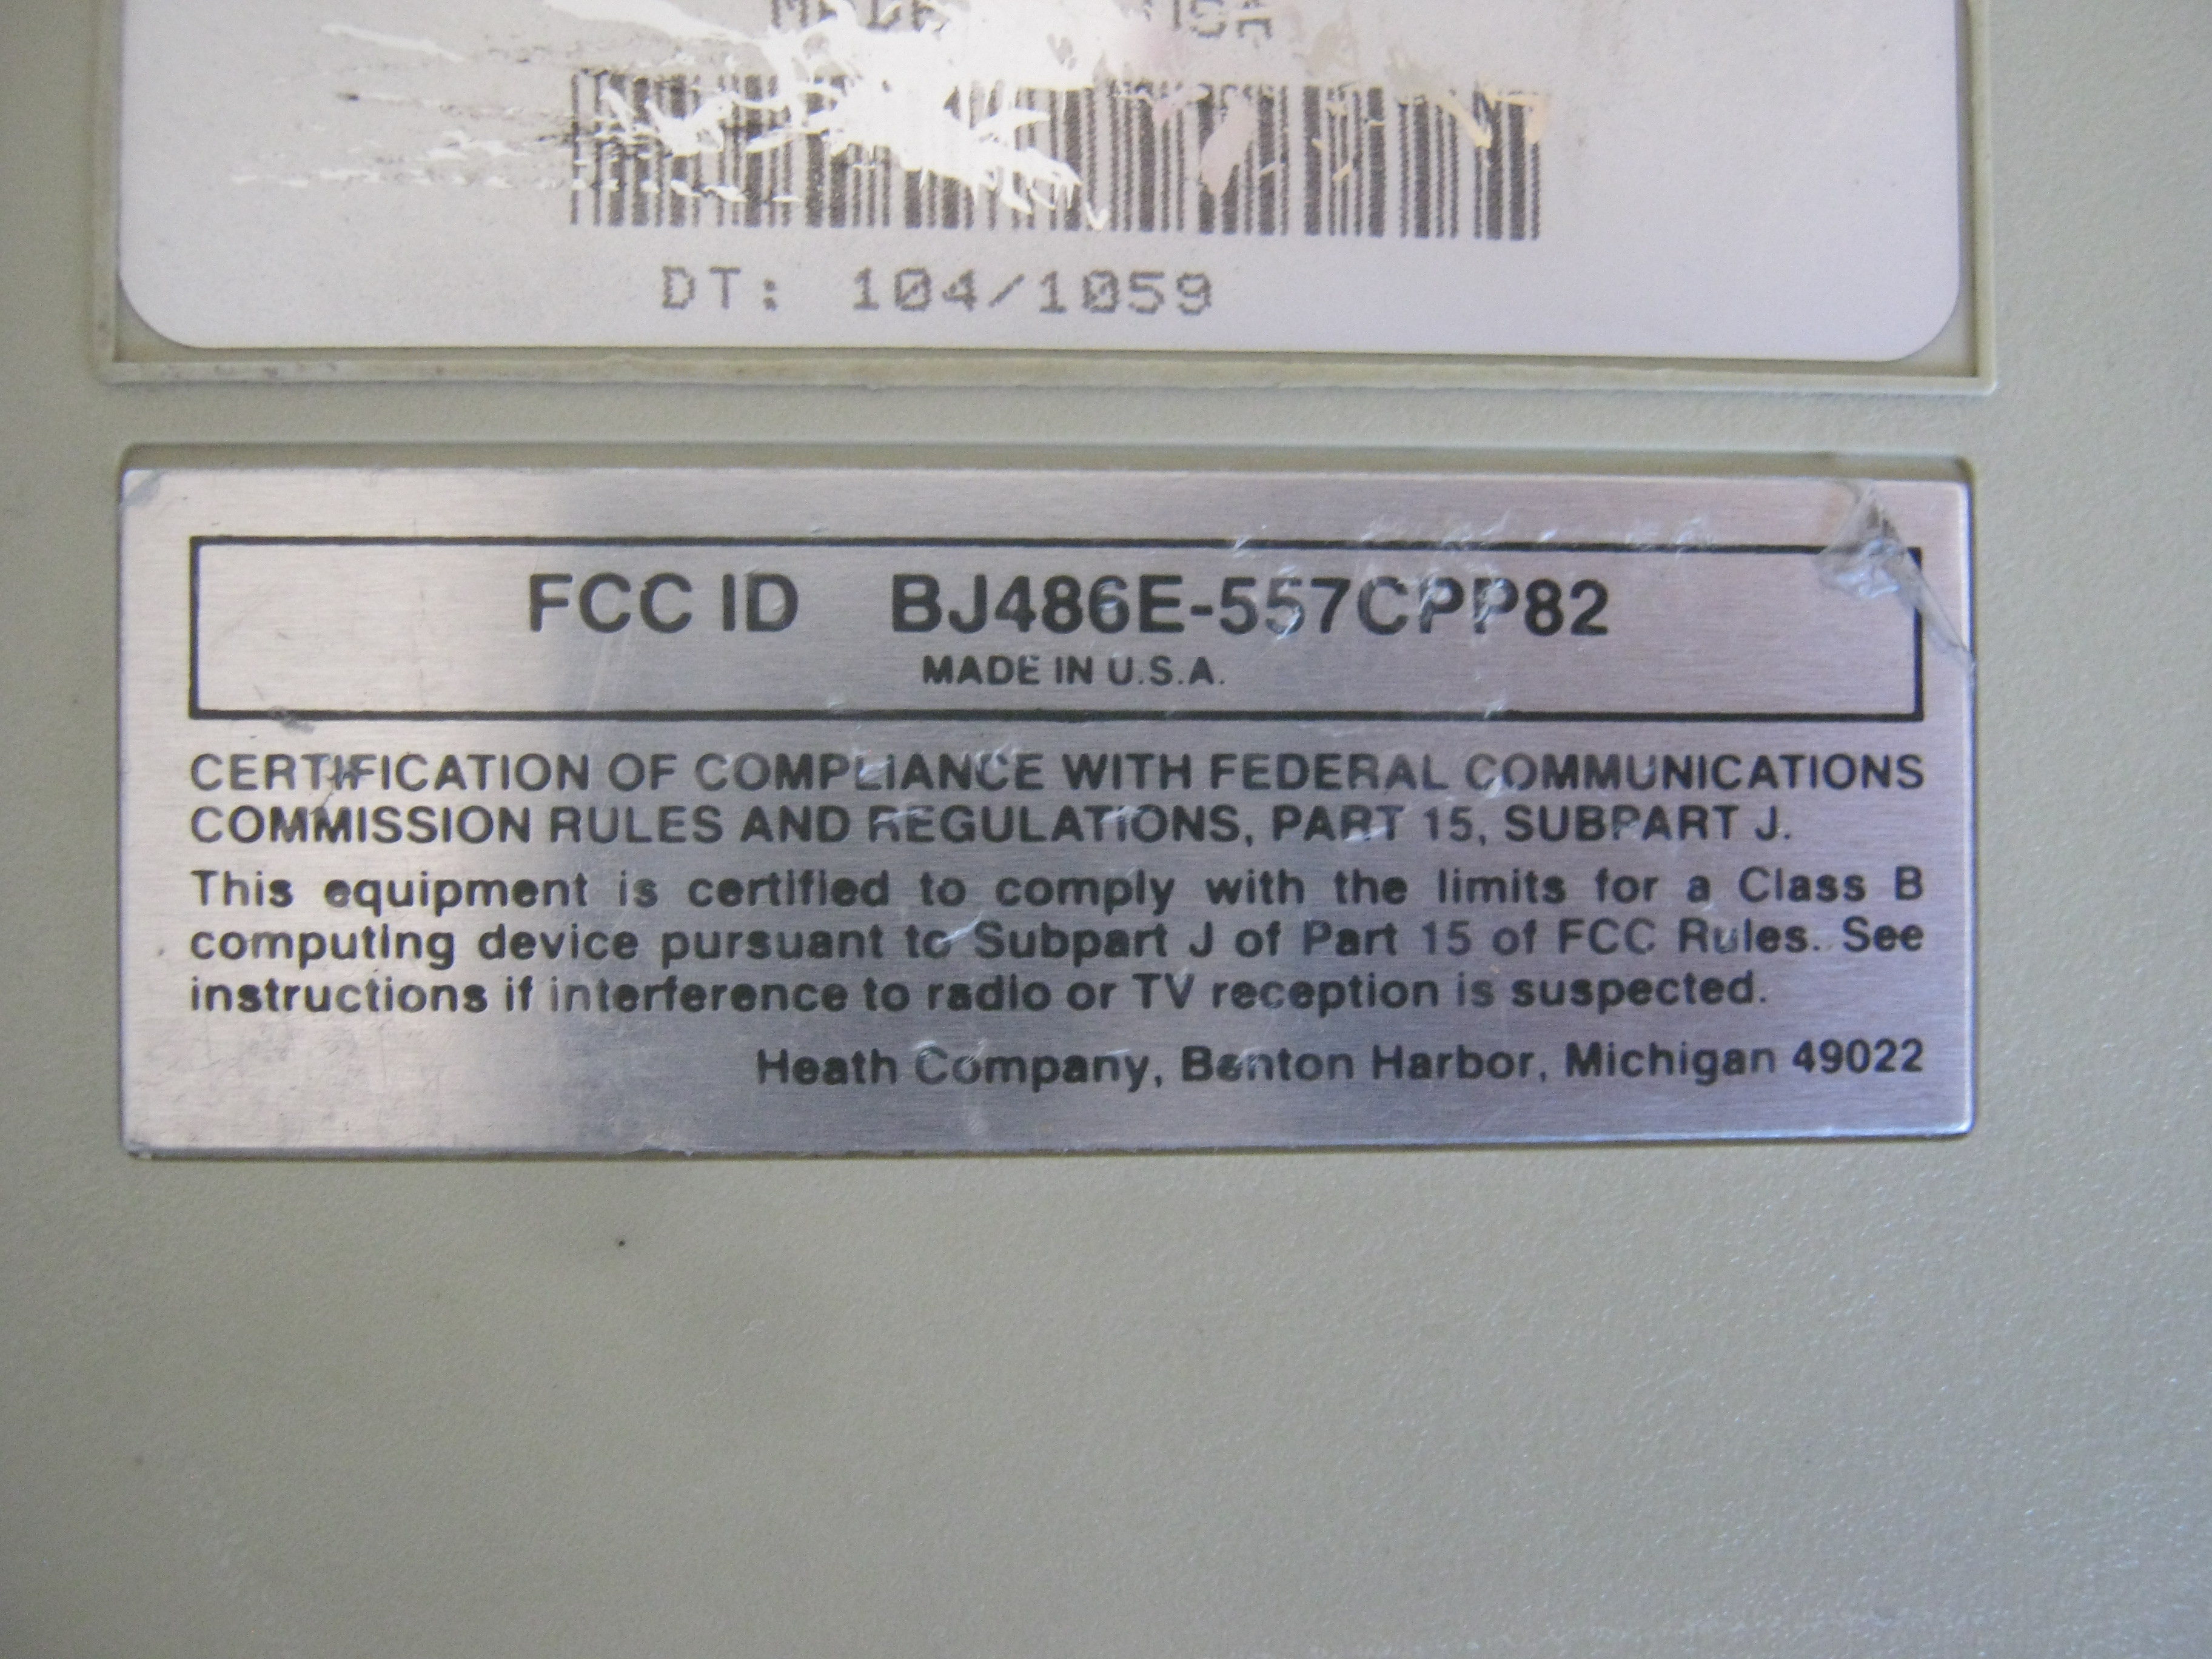 DT: 104/1059
FCC ID BJ486E-557CPP82
MADE IN U.S.A.
CERTIFICATION OF COMPLIANCE WITH FEDERAL COMMUNICATIONS
COMMISSION RULES AND REGULATIONS, PART 15, SUBPART J.
This equipment is certified to comply with the limits for a Class B
computing device pursuant to Subpart J of Part 15 of FCC Rules. See
instructions if interference to radio or TV reception is suspected.
Heath Company, Benton Harbor, Michigan 49022